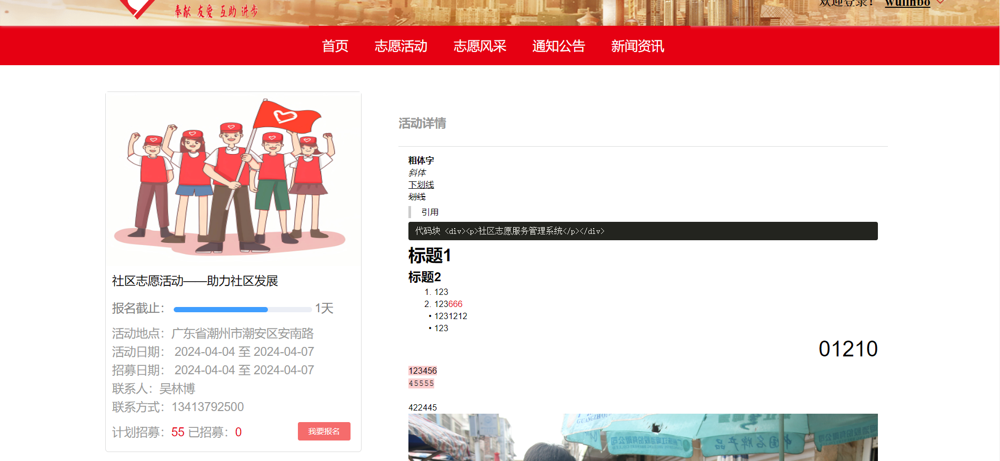 奉献 友爱 互助 进步
欢迎登录! wulinbo
首页 志愿活动 志愿风采 通知公告 新闻资讯
社区志愿活动——助力社区发展
报名截止： 1天
活动地点：广东省潮州市潮安区安南路
活动日期： 2024-04-04 至 2024-04-07
招募日期： 2024-04-04 至 2024-04-07
联系人：吴林博
联系方式：13413792500
计划招募：55 已招募：0 我要报名
活动详情
粗体字
斜体
下划线
划线
引用
代码块 <div><p>社区志愿服务管理系统</p></div>
标题1
标题2
1. 123
2. 123666
• 1231212
• 123
01210
123456
45555
422445
GUANGZHOU